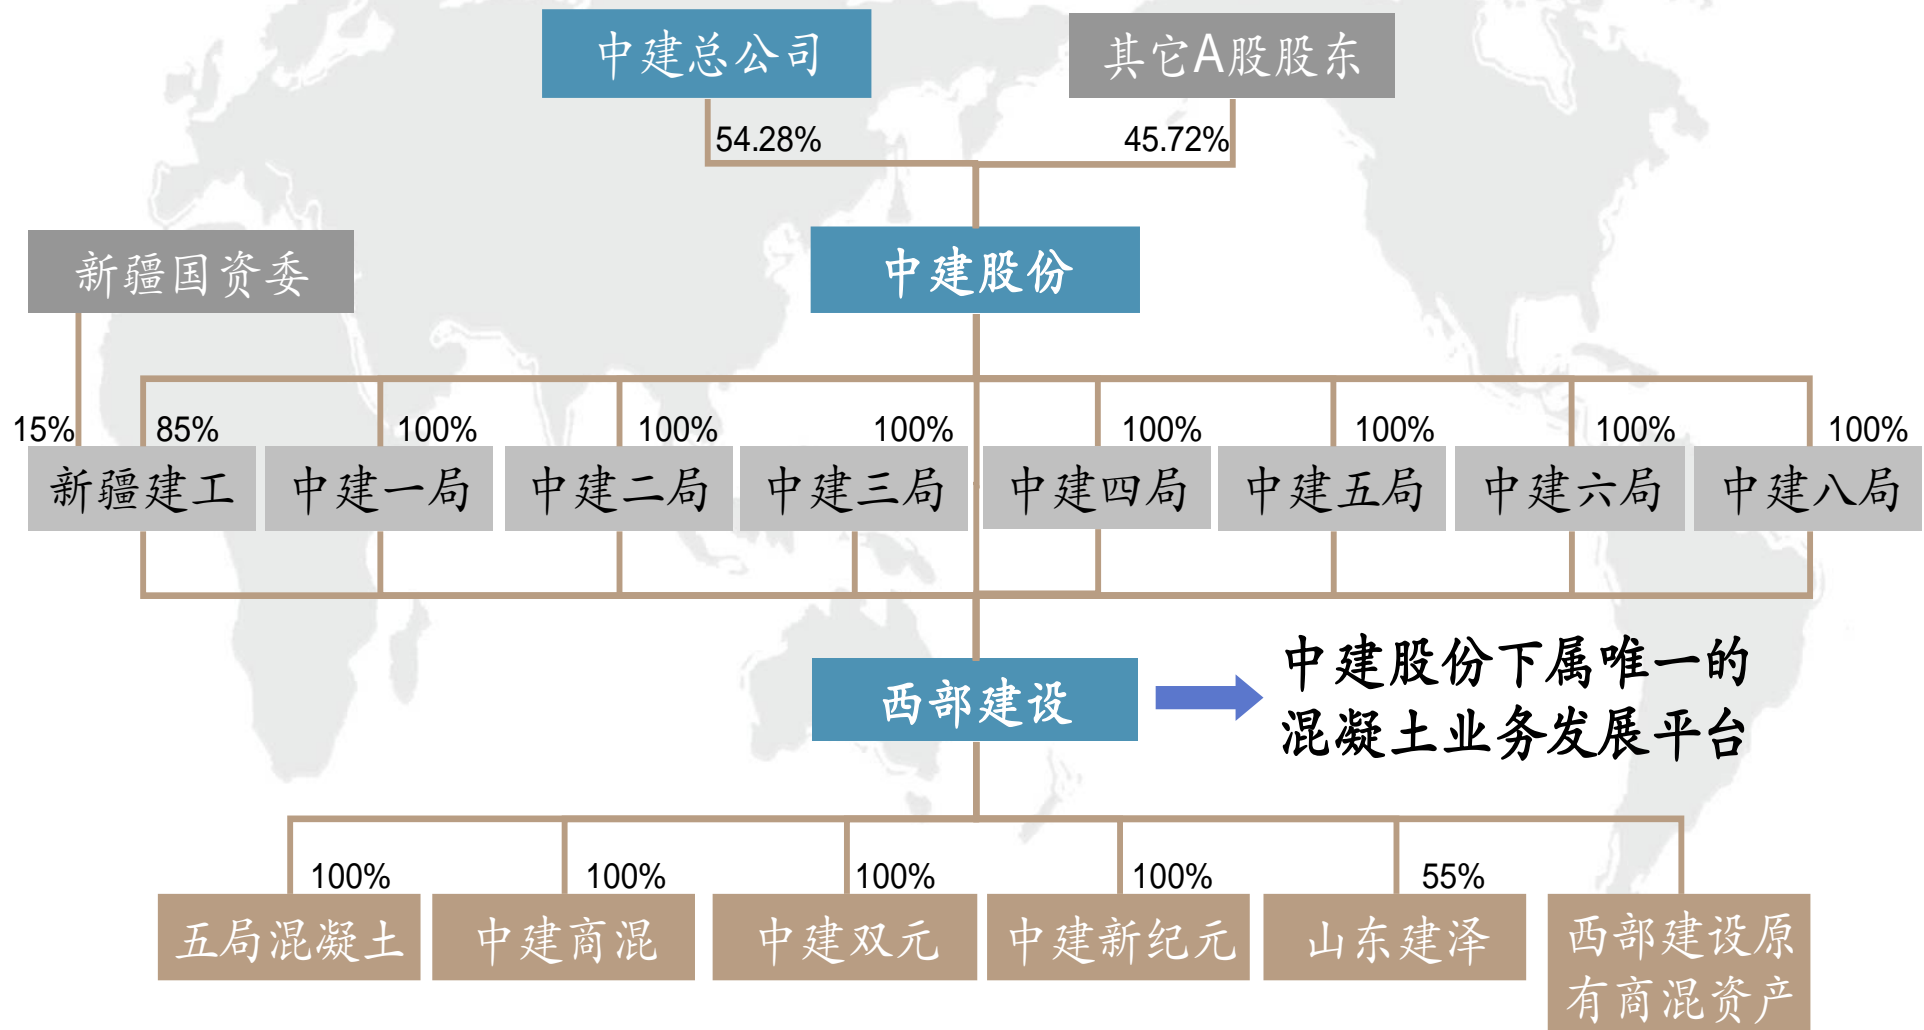 中建总公司
其它A股股东
54.28%
45.72%
新疆国资委
中建股份
15%
85%
100%
100%
100%
100%
100%
100%
100%
新疆建工
中建一局
中建二局
中建三局
中建四局
中建五局
中建六局
中建八局
西部建设
中建股份下属唯一的
混凝土业务发展平台
100%
100%
100%
100%
55%
五局混凝土
中建商混
中建双元
中建新纪元
山东建泽
西部建设原
有商混资产